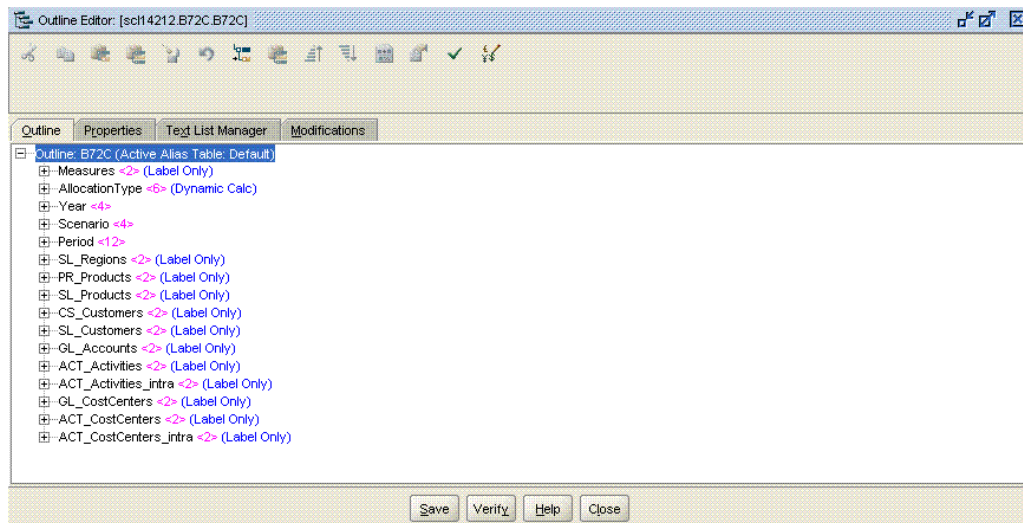 Outline Editor: [scl14212.B72C.B72C]
Outline Properties Text List Manager Modifications
Outline: B72C (Active Alias Table: Default)
Measures <2> (Label Only)
AllocationType <6> (Dynamic Calc)
Year <4>
Scenario <4>
Period <12>
SL_Regions <2> (Label Only)
PR_Products <2> (Label Only)
SL_Products <2> (Label Only)
CS_Customers <2> (Label Only)
SL_Customers <2> (Label Only)
GL_Accounts <2> (Label Only)
ACT_Activities <2> (Label Only)
ACT_Activities_intra <2> (Label Only)
GL_CostCenters <2> (Label Only)
ACT_CostCenters <2> (Label Only)
ACT_CostCenters_intra <2> (Label Only)
Save Verify Help Close